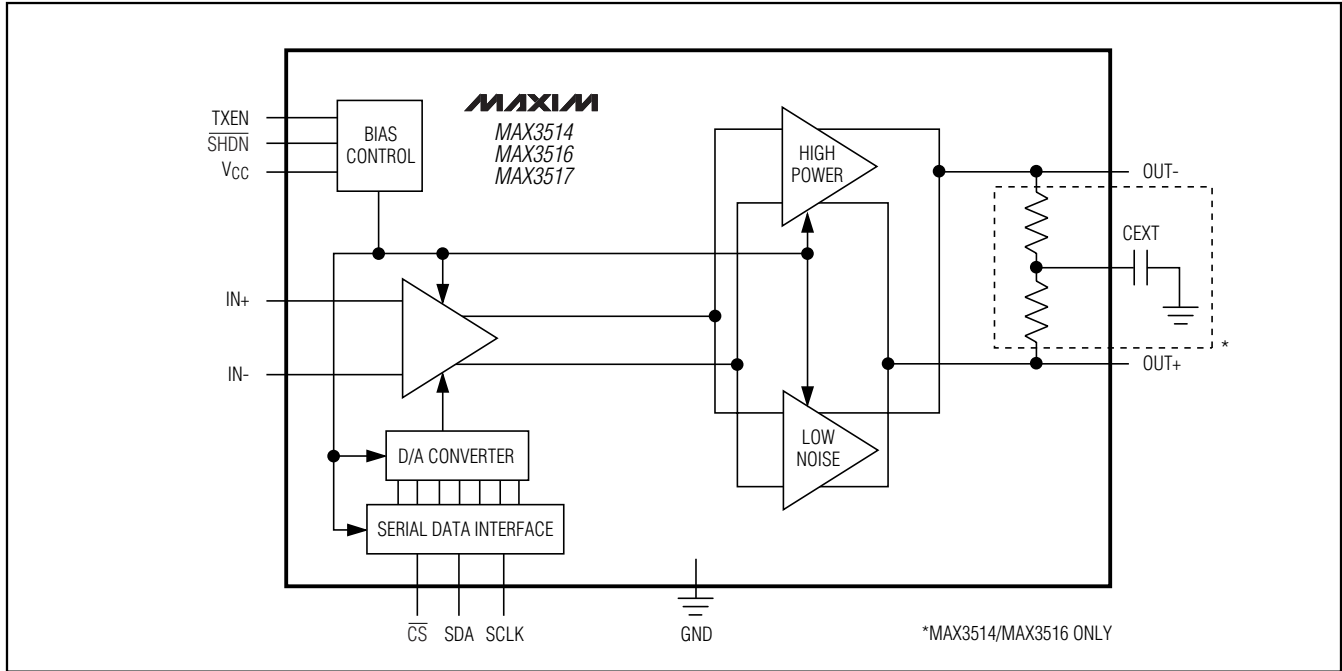 MAXIM
MAX3514
MAX3516
MAX3517
TXEN
SHDN
VCC
BIAS
CONTROL
HIGH
POWER
OUT-
CEXT
IN+
IN-
*
OUT+
LOW
NOISE
D/A CONVERTER
SERIAL DATA INTERFACE
CS SDA SCLK
GND
*MAX3514/MAX3516 ONLY